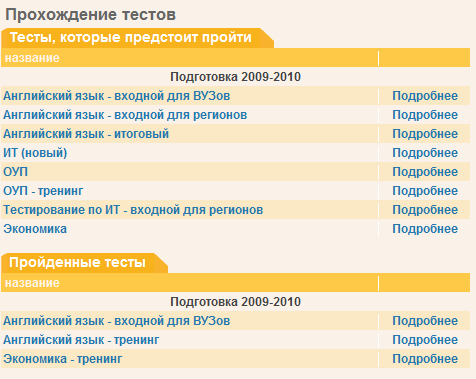 Прохождение тестов
Тесты, которые предстоит пройти
название
Подготовка 2009-2010
Английский язык - входной для ВУЗов Подробнее
Английский язык - входной для регионов Подробнее
Английский язык - итоговый Подробнее
ИТ (новый) Подробнее
ОУП Подробнее
ОУП - тренинг Подробнее
Тестирование по ИТ - входной для регионов Подробнее
Экономика Подробнее
Пройденные тесты
название
Подготовка 2009-2010
Английский язык - входной для ВУЗов Подробнее
Английский язык - тренинг Подробнее
Экономика - тренинг Подробнее